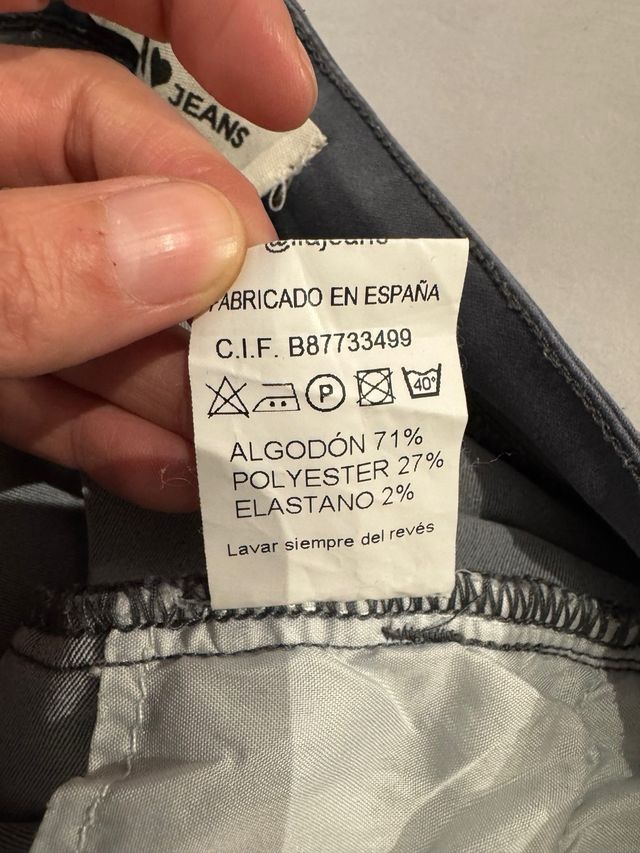 JEANS
FABRICADO EN ESPAÑA
C.I.F. B87733499
P
40°
ALGODÓN 71%
POLYESTER 27%
ELASTANO 2%
Lavar siempre del revés